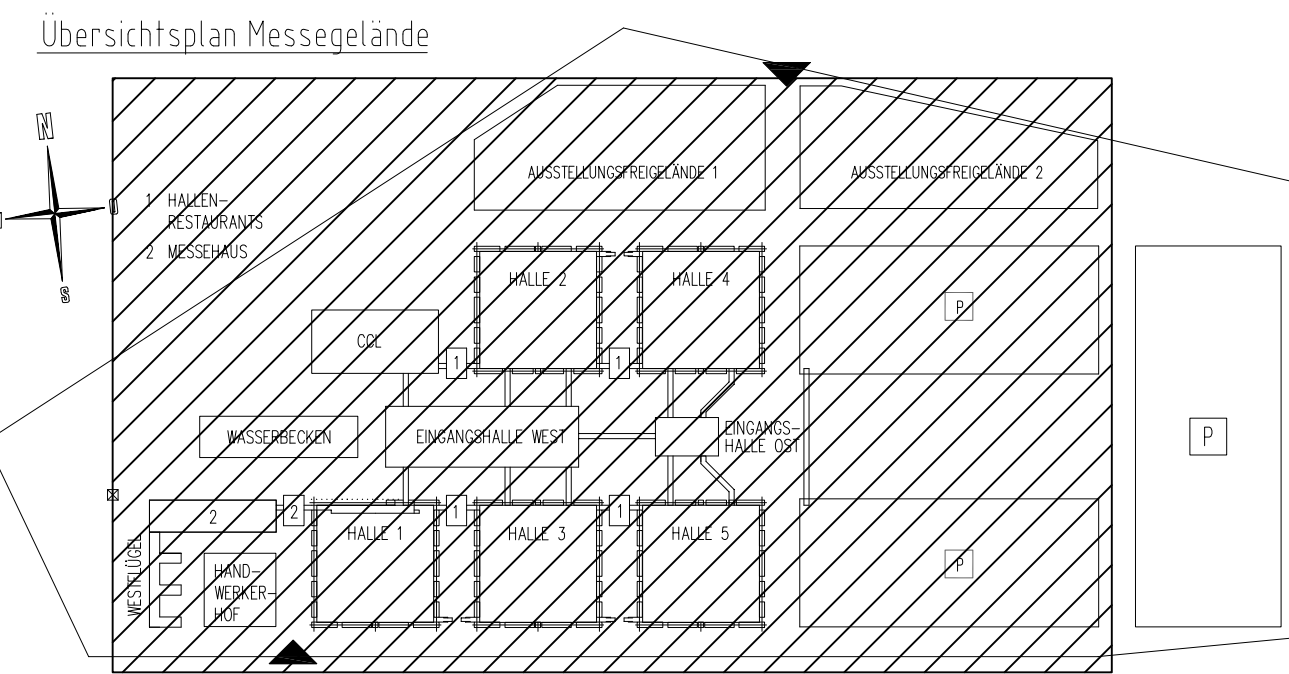 Übersichtsplan Messegelände
N
O
S
1 HALLEN-
RESTAURANTS
2 MESSEHAUS
AUSSTELLUNGSFREIGELÄNDE 1
AUSSTELLUNGSFREIGELÄNDE 2
HALLE 2
HALLE 4
P
CCL
1
1
WASSERBECKEN
EINGANGSHALLE WEST
EINGANGS-
HALLE OST
P
2
2
1
1
HALLE 1
HALLE 3
HALLE 5
WESTFLÜGEL
HAND-
WERKER-
HOF
P